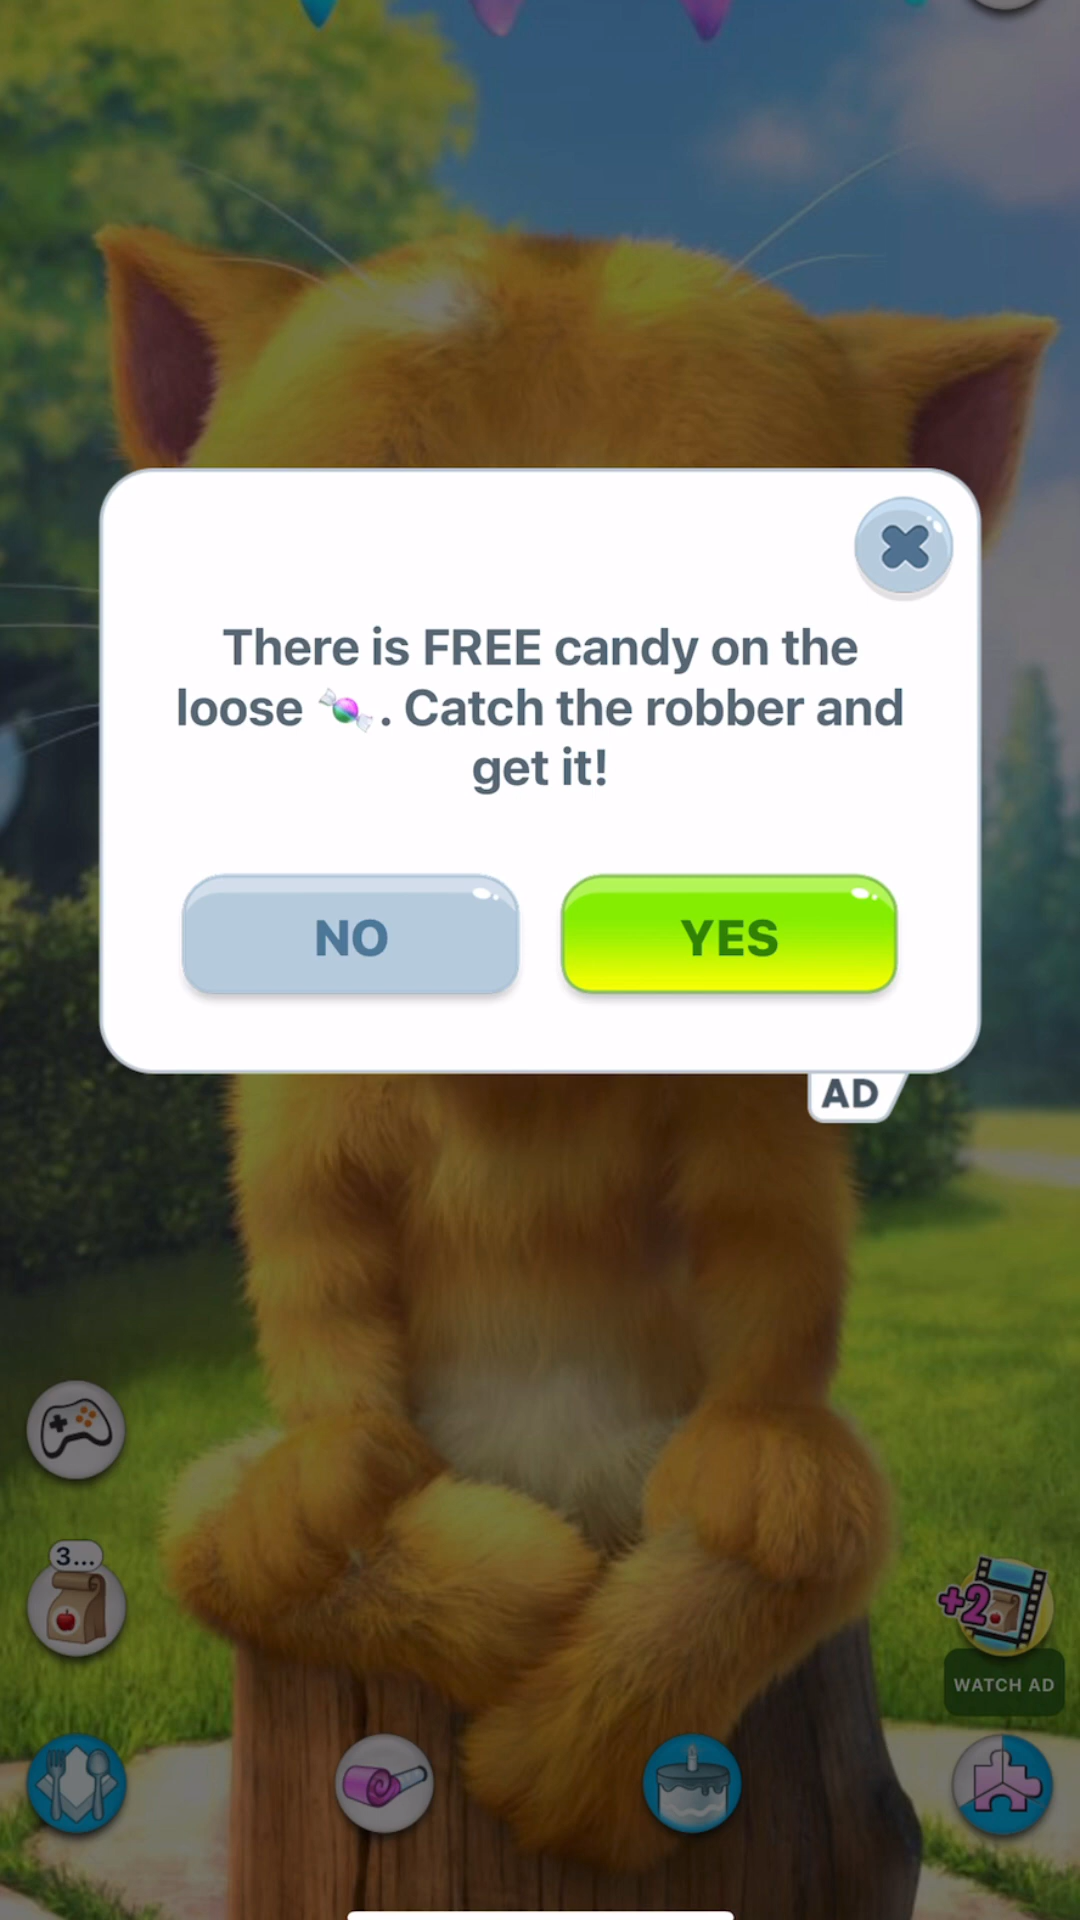 There is FREE candy on the
loose 🍬. Catch the robber and
get it!
NO
YES
AD
3...
+2
WATCH AD